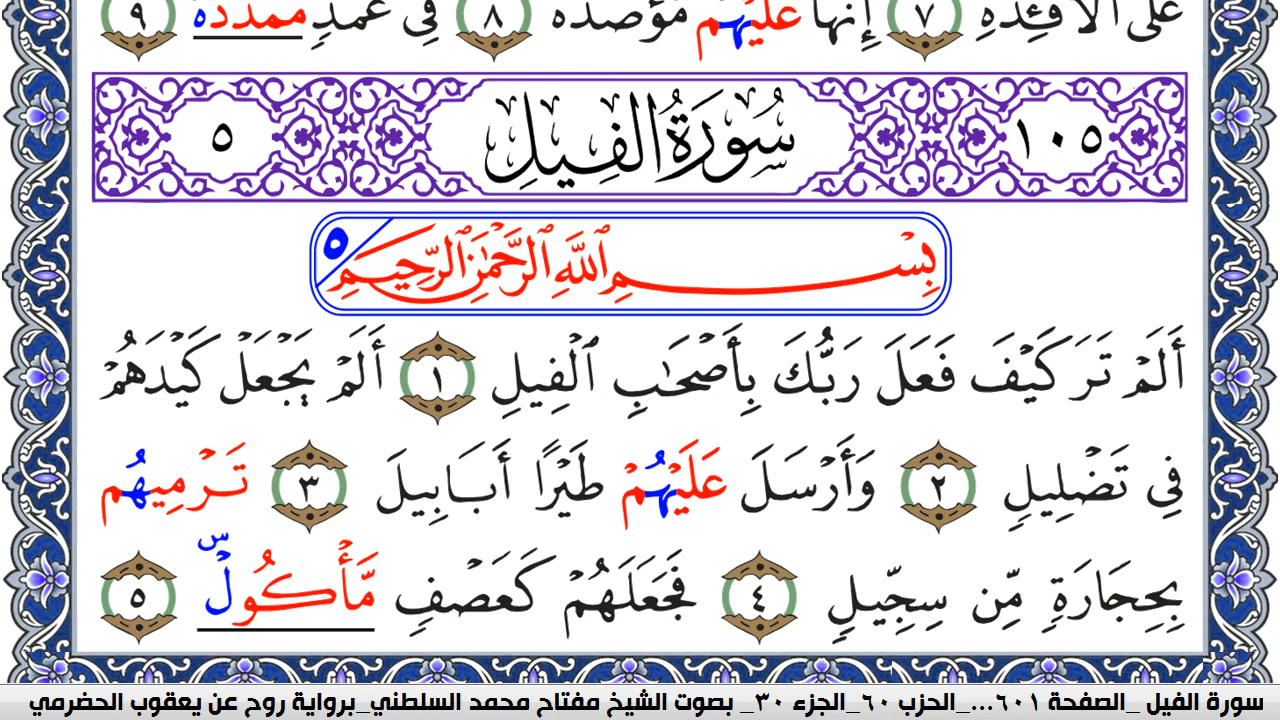 عَلَى ٱلۡأَفۡـِٔدَةِ ٧ إِنَّهَا عَلَيۡهُم مُّؤۡصَدَةٞ ٨ فِي عَمَدٖ مُّمَدَّدَةِۭ ٩
١٠٥ سُورَةُ الفِيلِ ٥
بِسۡمِ ٱللَّهِ ٱلرَّحۡمَٰنِ ٱلرَّحِيمِ ٥
أَلَمۡ تَرَ كَيۡفَ فَعَلَ رَبُّكَ بِأَصۡحَٰبِ ٱلۡفِيلِ ١ أَلَمۡ يَجۡعَلۡ كَيۡدَهُمۡ
فِي تَضۡلِيلٖ ٢ وَأَرۡسَلَ عَلَيۡهُمۡ طَيۡرًا أَبَابِيلَ ٣ تَرۡمِيهُم
بِحِجَارَةٖ مِّن سِجِّيلٖ ٤ فَجَعَلَهُمۡ كَعَصۡفٖ مَّأۡكُولِۭ س ٥
سورة الفيل _الصفحة ٦٠١..._الحزب ٦٠_الجزء ٣٠_ بصوت الشيخ مفتاح محمد السلطني_برواية روح عن يعقوب الحضرمي